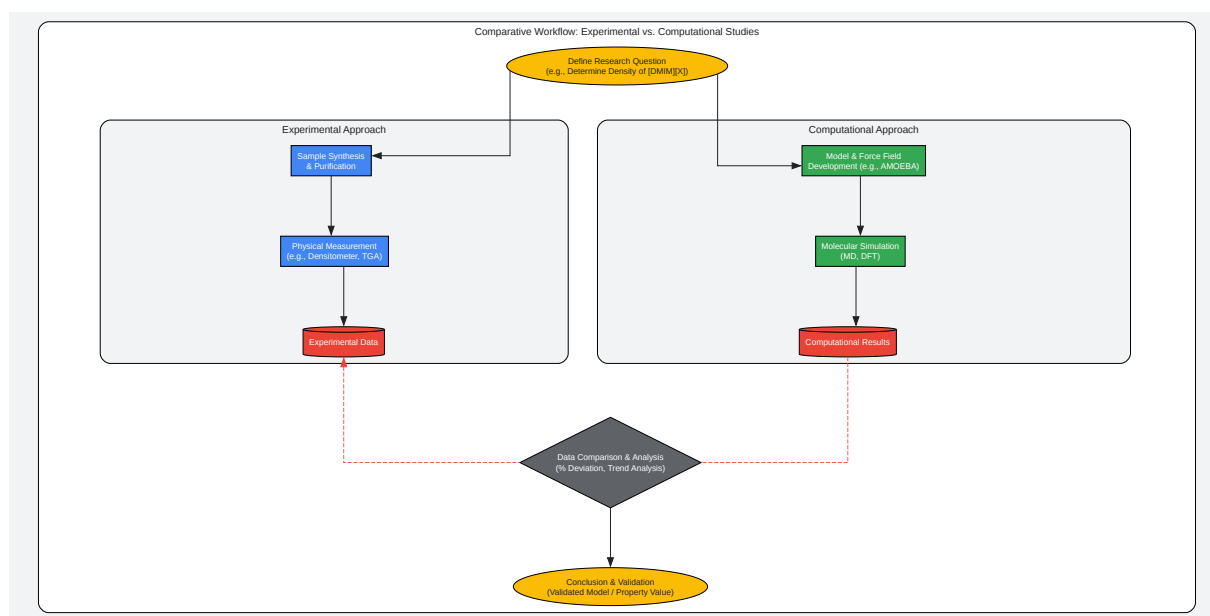 Comparative Workflow: Experimental vs. Computational Studies
Define Research Question
(e.g., Determine Density of [DMIM][X])
Experimental Approach
Sample Synthesis
& Purification
Physical Measurement
(e.g., Densitometer, TGA)
Experimental Data
Computational Approach
Model & Force Field
Development (e.g., AMOEBA)
Molecular Simulation
(MD, DFT)
Computational Results
Data Comparison & Analysis
(% Deviation, Trend Analysis)
Conclusion & Validation
(Validated Model / Property Value)